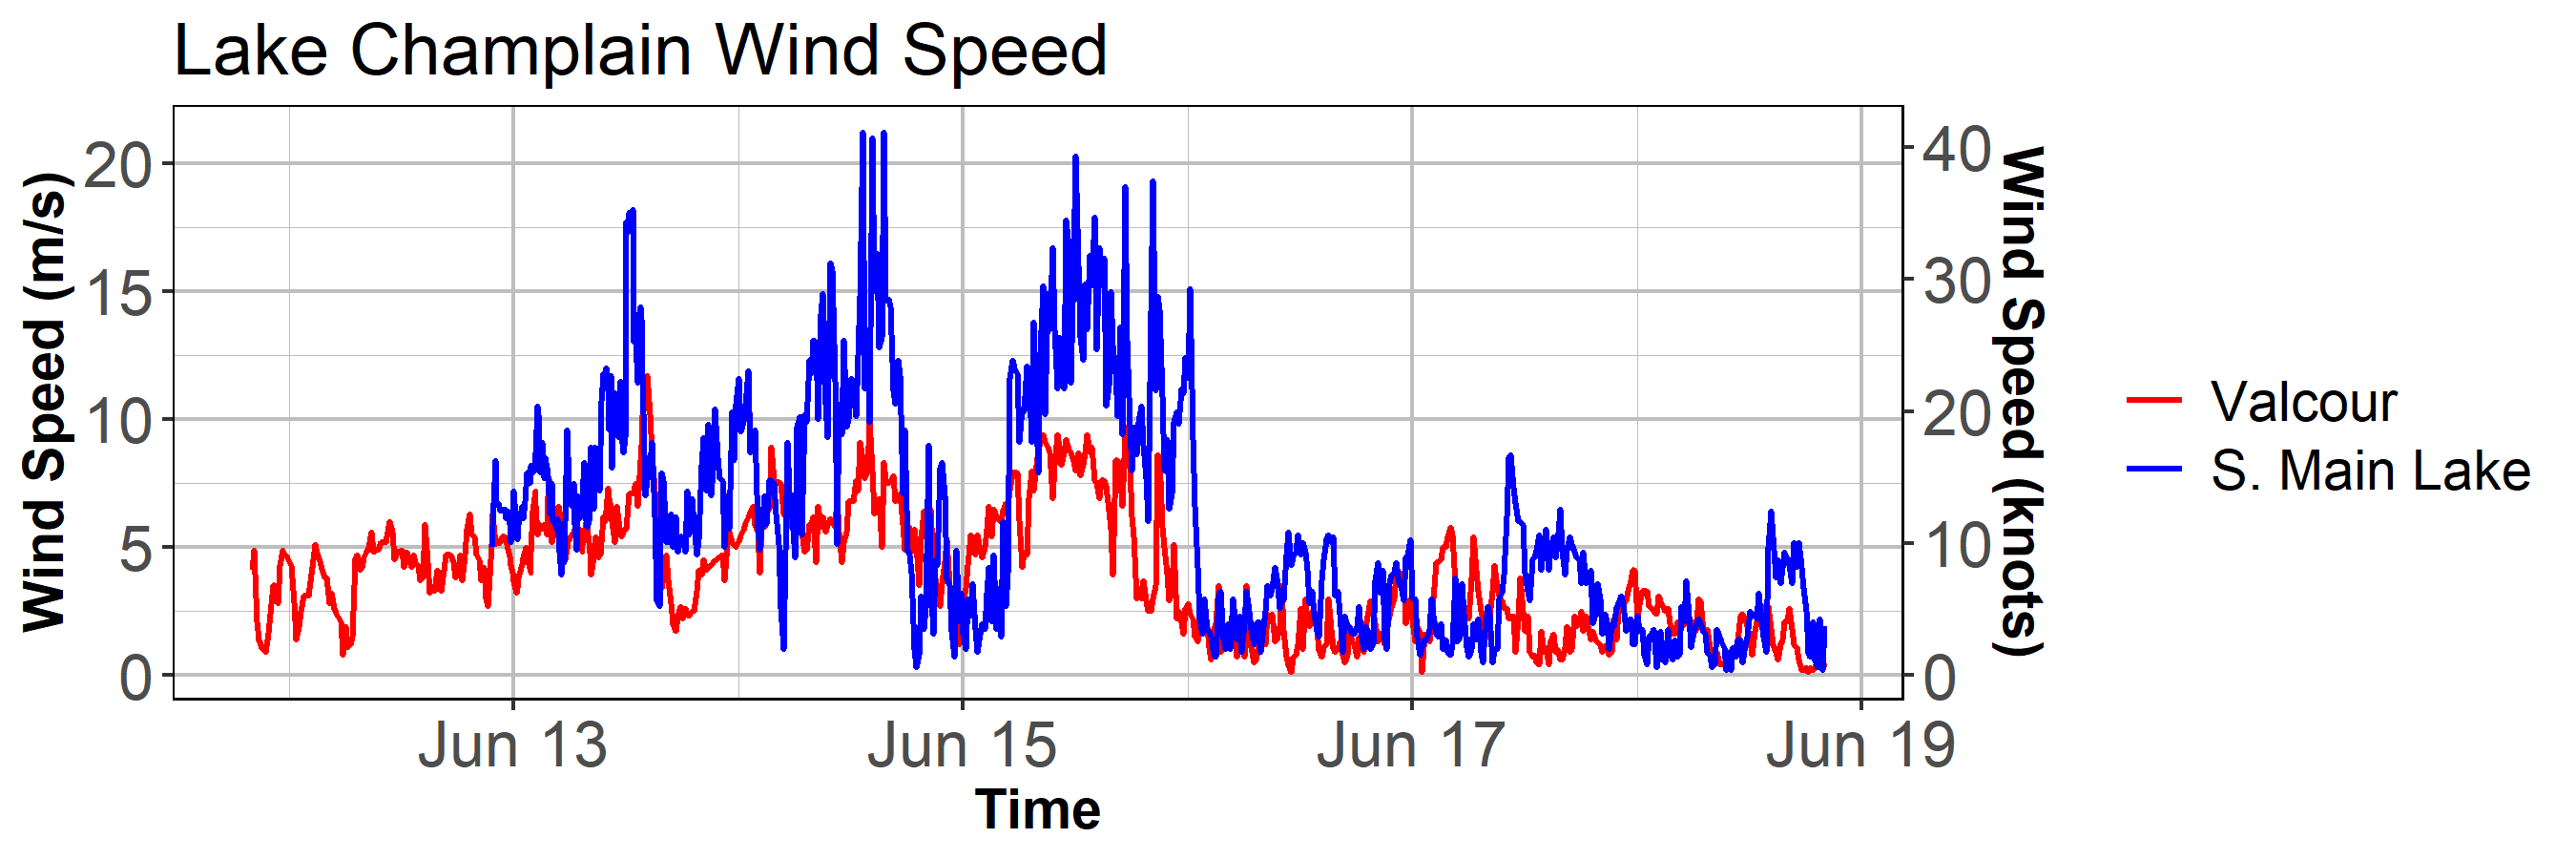 Lake Champlain Wind Speed
Wind Speed (m/s)
20
15
10
5
0
40
30
20
10
0
Wind Speed (knots)
Jun 13
Jun 15
Jun 17
Jun 19
Time
Valcour
S. Main Lake